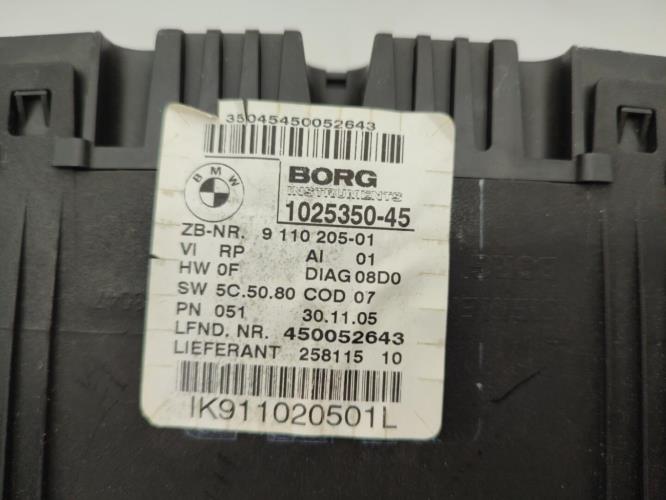 35045450052643
BMW
BORG
INSTRUMENTS
1025350-45
ZB-NR. 9 110 205-01
VI RP AI 01
HW 0F DIAG 08D0
SW 5C.50.80 COD 07
PN 051 30.11.05
LFND. NR. 450052643
LIEFERANT 258115 10
IK911020501L